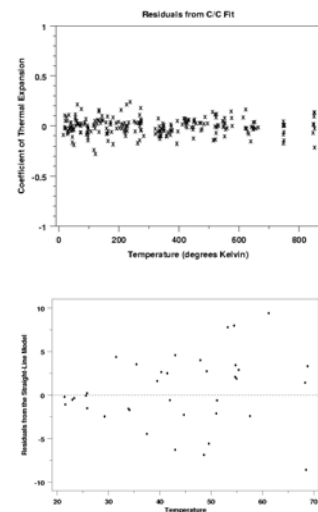 Residuals from C/C Fit
1
0.5
0
-0.5
-1
Coefficient of Thermal Expansion
0 200 400 600 800
Temperature (degrees Kelvin)
10
5
0
-5
-10
Residuals from the Straight-Line Model
20 30 40 50 60 70
Temperature